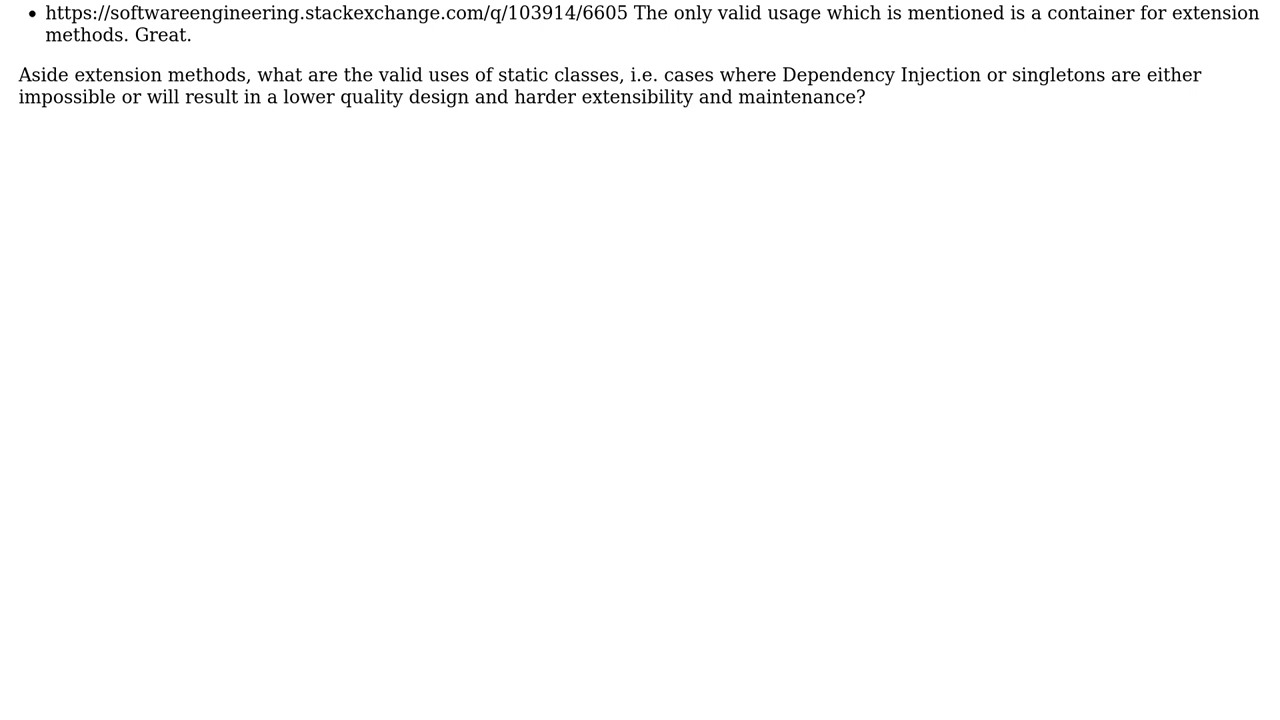 • https://softwareengineering.stackexchange.com/q/103914/6605 The only valid usage which is mentioned is a container for extension
methods. Great.
Aside extension methods, what are the valid uses of static classes, i.e. cases where Dependency Injection or singletons are either
impossible or will result in a lower quality design and harder extensibility and maintenance?